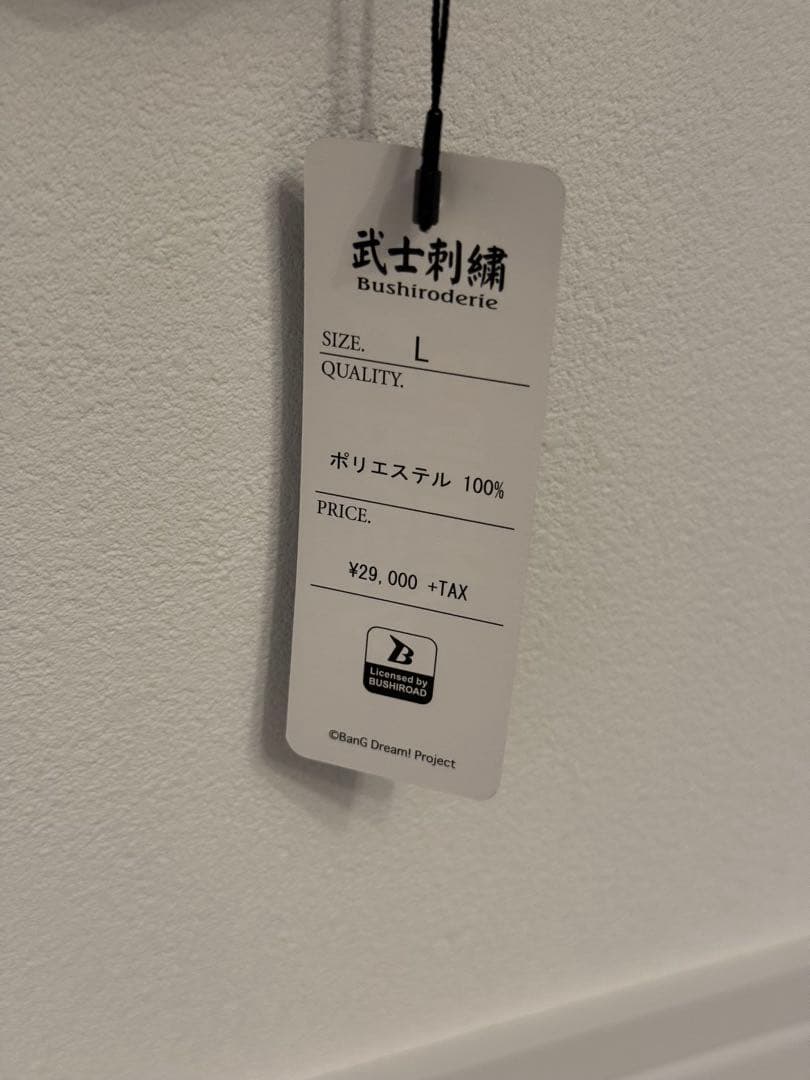 武士刺繍
Bushiroderie
SIZE. L
QUALITY.
ポリエステル 100%
PRICE.
¥29,000 +TAX
B
Licensed by
BUSHIROAD
©BanG Dream! Project